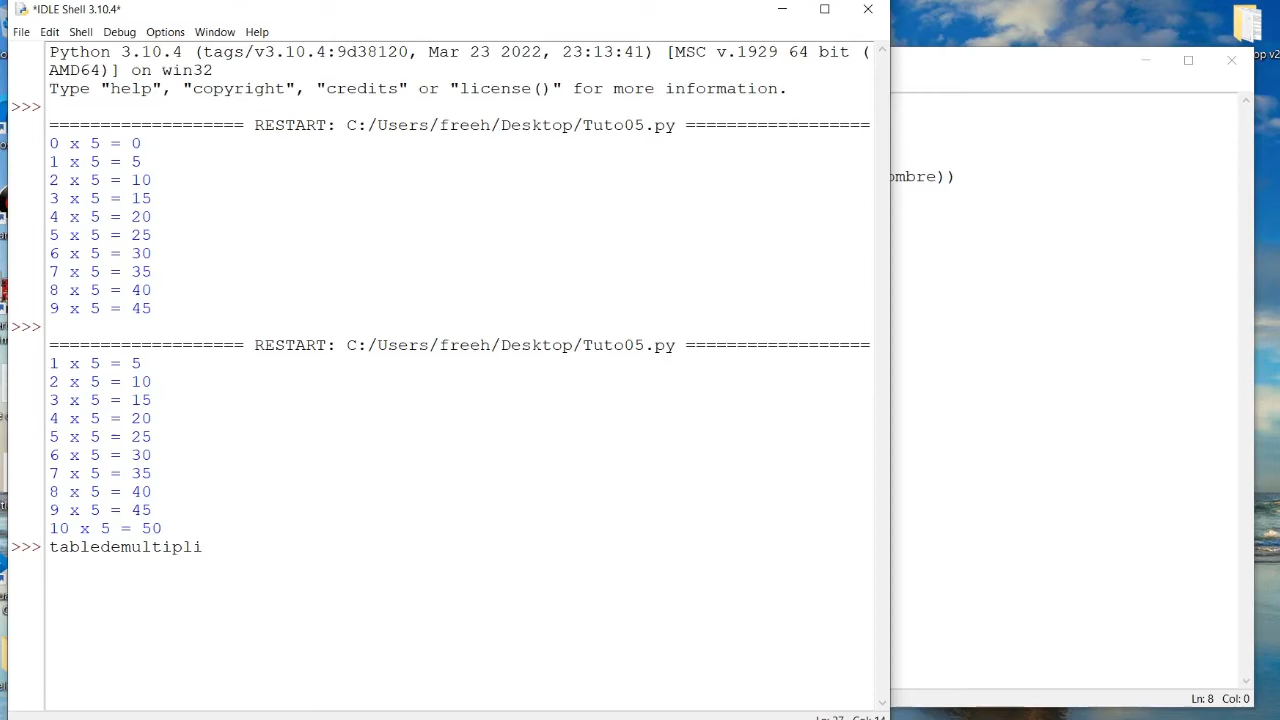 *IDLE Shell 3.10.4*
File Edit Shell Debug Options Window Help
Python 3.10.4 (tags/v3.10.4:9d38120, Mar 23 2022, 23:13:41) [MSC v.1929 64 bit (
AMD64)] on win32
Type "help", "copyright", "credits" or "license()" for more information.
>>>
================== RESTART: C:/Users/freeh/Desktop/Tuto05.py ==================
0 x 5 = 0
1 x 5 = 5
2 x 5 = 10
3 x 5 = 15
4 x 5 = 20
5 x 5 = 25
6 x 5 = 30
7 x 5 = 35
8 x 5 = 40
9 x 5 = 45
>>>
================== RESTART: C:/Users/freeh/Desktop/Tuto05.py ==================
1 x 5 = 5
2 x 5 = 10
3 x 5 = 15
4 x 5 = 20
5 x 5 = 25
6 x 5 = 30
7 x 5 = 35
8 x 5 = 40
9 x 5 = 45
10 x 5 = 50
>>> tabledemultipli
ombre))
Ln: 8 Col: 0
op v2